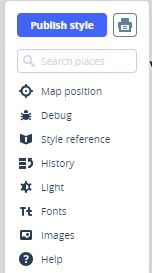 Publish style
Search places
Map position
Debug
Style reference
History
Light
Fonts
Images
Help